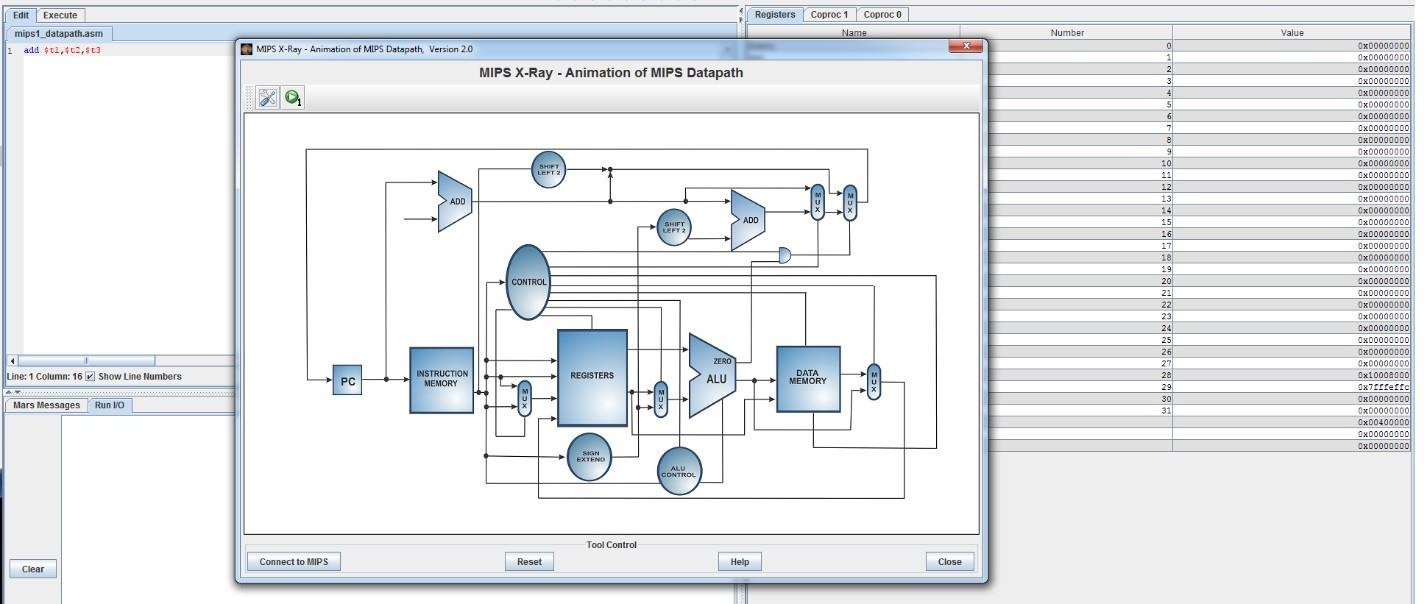 Edit Execute
mips1_datapath.asm
1 add $t1,$t2,$t3
Line: 1 Column: 16 Show Line Numbers
Mars Messages Run I/O
Clear
MIPS X-Ray - Animation of MIPS Datapath, Version 2.0
MIPS X-Ray - Animation of MIPS Datapath
1
SHIFT
LEFT 2
ADD
MUX
MUX
SHIFT
LEFT 2
ADD
CONTROL
PC
INSTRUCTION
MEMORY
MUX
REGISTERS
MUX
ZERO
ALU
DATA
MEMORY
MUX
SIGN
EXTEND
ALU
CONTROL
Tool Control
Connect to MIPS Reset Help Close
Registers Coproc 1 Coproc 0
Name Number Value
0 0x00000000
1 0x00000000
2 0x00000000
3 0x00000000
4 0x00000000
5 0x00000000
6 0x00000000
7 0x00000000
8 0x00000000
9 0x00000000
10 0x00000000
11 0x00000000
12 0x00000000
13 0x00000000
14 0x00000000
15 0x00000000
16 0x00000000
17 0x00000000
18 0x00000000
19 0x00000000
20 0x00000000
21 0x00000000
22 0x00000000
23 0x00000000
24 0x00000000
25 0x00000000
26 0x00000000
27 0x00000000
28 0x10008000
29 0x7fffeffc
30 0x00000000
31 0x00000000
0x00400000
0x00000000
0x00000000